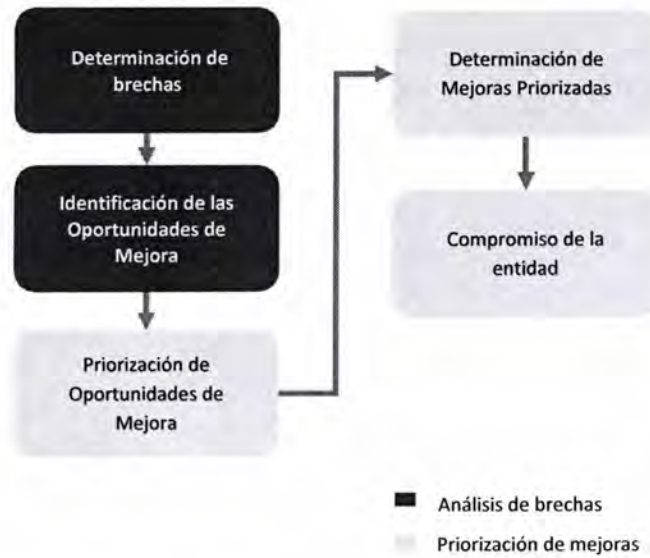 Determinación de
brechas
Identificación de las
Oportunidades de
Mejora
Priorización de
Oportunidades de
Mejora
Determinación de
Mejoras Priorizadas
Compromiso de la
entidad
Análisis de brechas
Priorización de mejoras